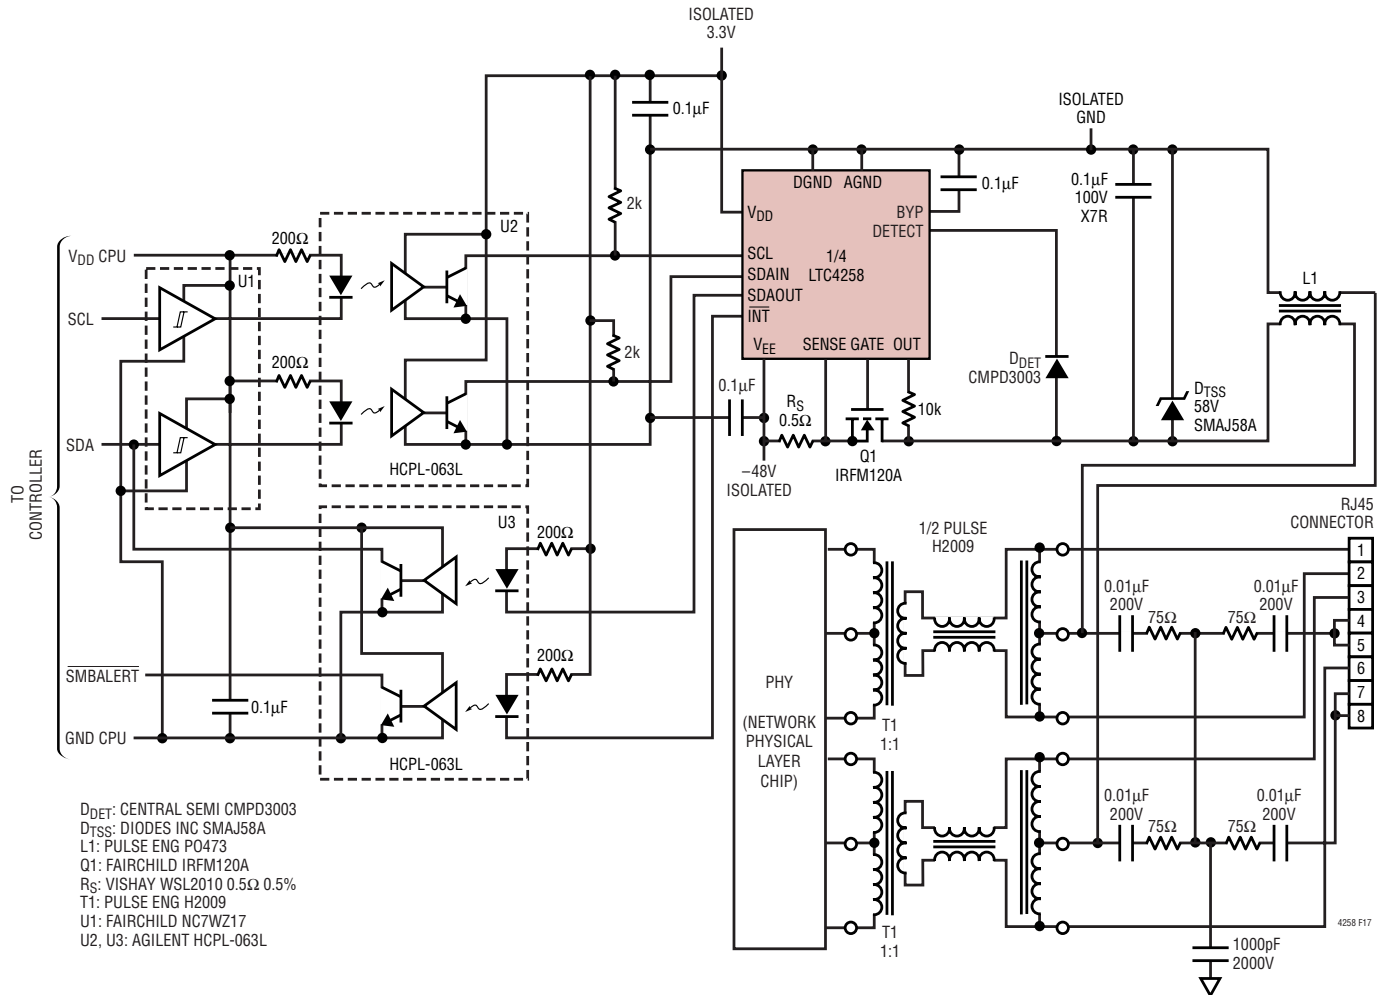 ISOLATED
3.3V
0.1µF
ISOLATED
GND
DGND AGND
0.1µF
0.1µF
100V
X7R
2k
VDD
BYP
DETECT
U2
200Ω
VDD CPU
U1
SCL
1/4
LTC4258
SCL
SDAIN
SDAOUT
INT
L1
200Ω
2k
VEE SENSE GATE OUT
DDET
CMPD3003
0.1µF
RS
0.5Ω
10k
DTSS
58V
SMAJ58A
SDA
HCPL-063L
Q1
IRFM120A
–48V
ISOLATED
TO
CONTROLLER
U3
200Ω
1/2 PULSE
H2009
RJ45
CONNECTOR
1
2
3
4
5
6
7
8
0.01µF
200V
75Ω
75Ω
0.01µF
200V
200Ω
SMBALERT
0.1µF
GND CPU
HCPL-063L
PHY
(NETWORK
PHYSICAL
LAYER
CHIP)
T1
1:1
0.01µF
200V
75Ω
75Ω
0.01µF
200V
T1
1:1
1000pF
2000V
DDET: CENTRAL SEMI CMPD3003
DTSS: DIODES INC SMAJ58A
L1: PULSE ENG PO473
Q1: FAIRCHILD IRFM120A
RS: VISHAY WSL2010 0.5Ω 0.5%
T1: PULSE ENG H2009
U1: FAIRCHILD NC7WZ17
U2, U3: AGILENT HCPL-063L
4258 F17